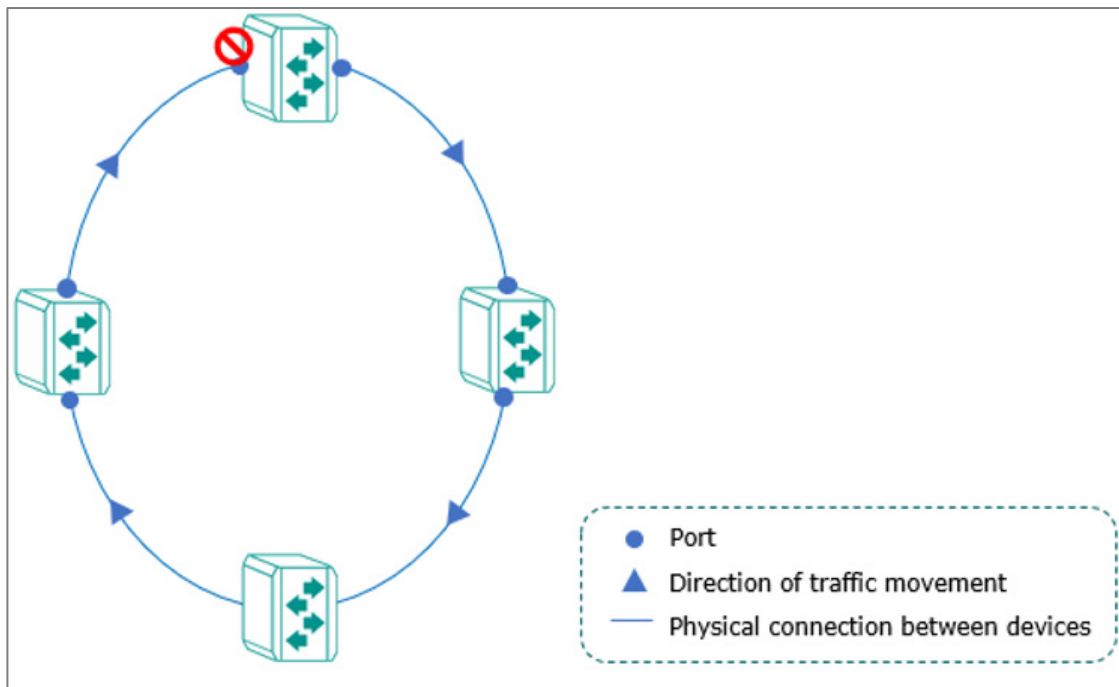 Port
Direction of traffic movement
Physical connection between devices